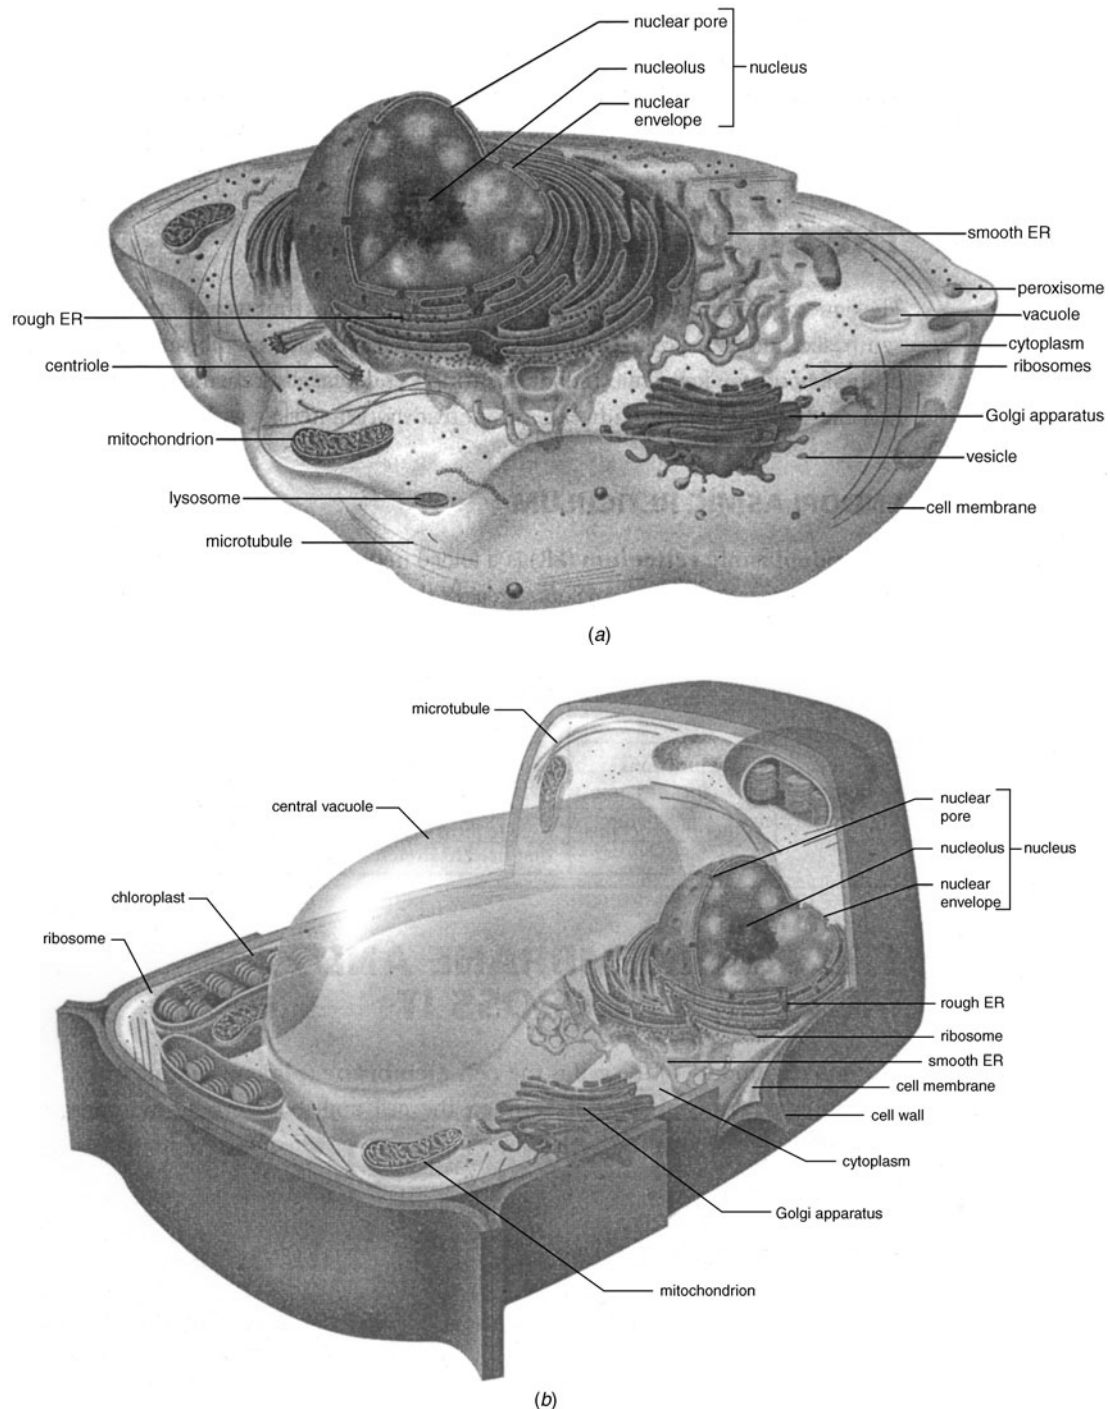 nuclear pore
nucleolus
nucleus
nuclear
envelope
smooth ER
peroxisome
rough ER
vacuole
cytoplasm
centriole
ribosomes
Golgi apparatus
mitochondrion
vesicle
lysosome
cell membrane
microtubule
(a)
microtubule
central vacuole
nuclear
pore
nucleolus
nucleus
nuclear
envelope
chloroplast
ribosome
rough ER
ribosome
smooth ER
cell membrane
cell wall
cytoplasm
Golgi apparatus
mitochondrion
(b)